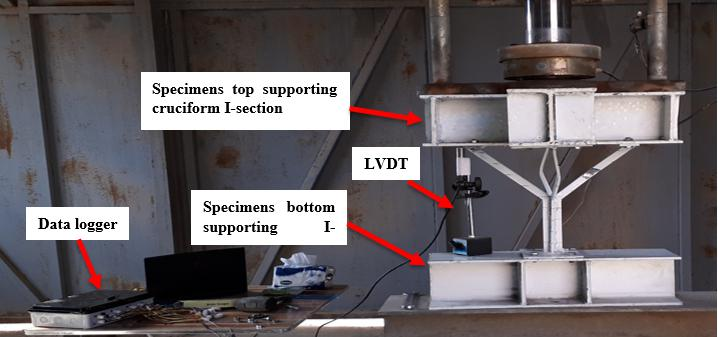 Specimens top supporting
cruciform I-section
LVDT
Specimens bottom
supporting I-
Data logger